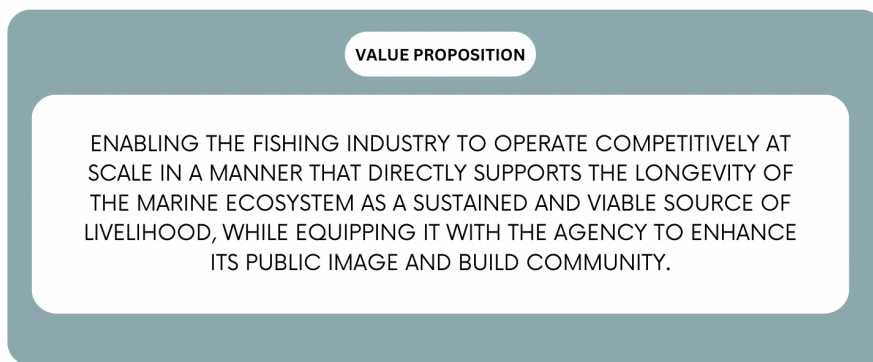 VALUE PROPOSITION
ENABLING THE FISHING INDUSTRY TO OPERATE COMPETITIVELY AT
SCALE IN A MANNER THAT DIRECTLY SUPPORTS THE LONGEVITY OF
THE MARINE ECOSYSTEM AS A SUSTAINED AND VIABLE SOURCE OF
LIVELIHOOD, WHILE EQUIPPING IT WITH THE AGENCY TO ENHANCE
ITS PUBLIC IMAGE AND BUILD COMMUNITY.